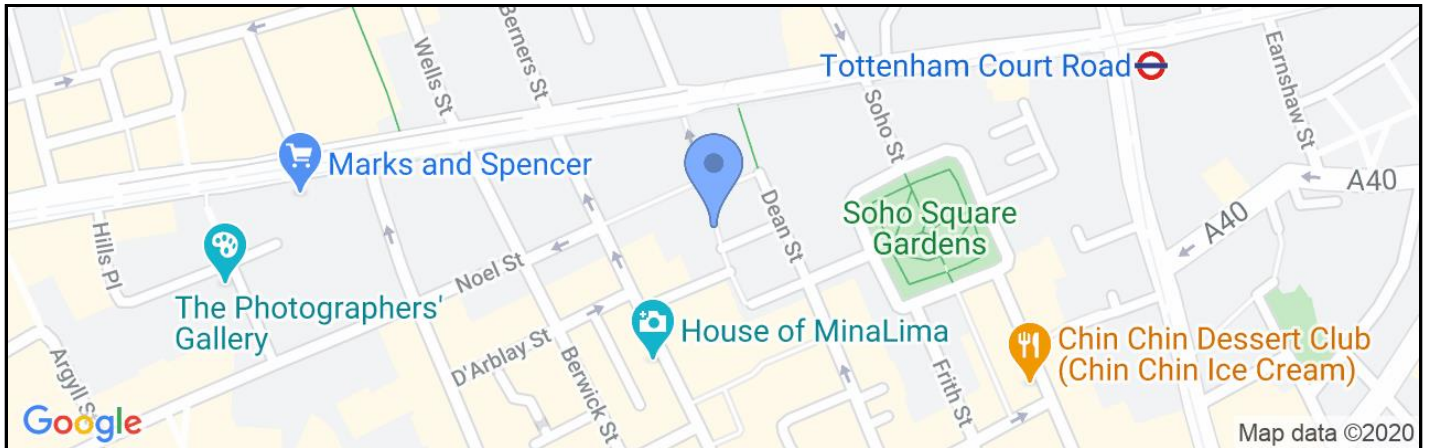 Wells St
Berners St
Tottenham Court Road
Earnshaw St
Soho St
Marks and Spencer
A40
Dean St
Soho Square
Gardens
A40
Hills Pl
Noel St
The Photographers'
Gallery
House of MinaLima
Chin Chin Dessert Club
(Chin Chin Ice Cream)
D'Arblay St
Berwick St
Frith St
Argyll St
Google
Map data ©2020